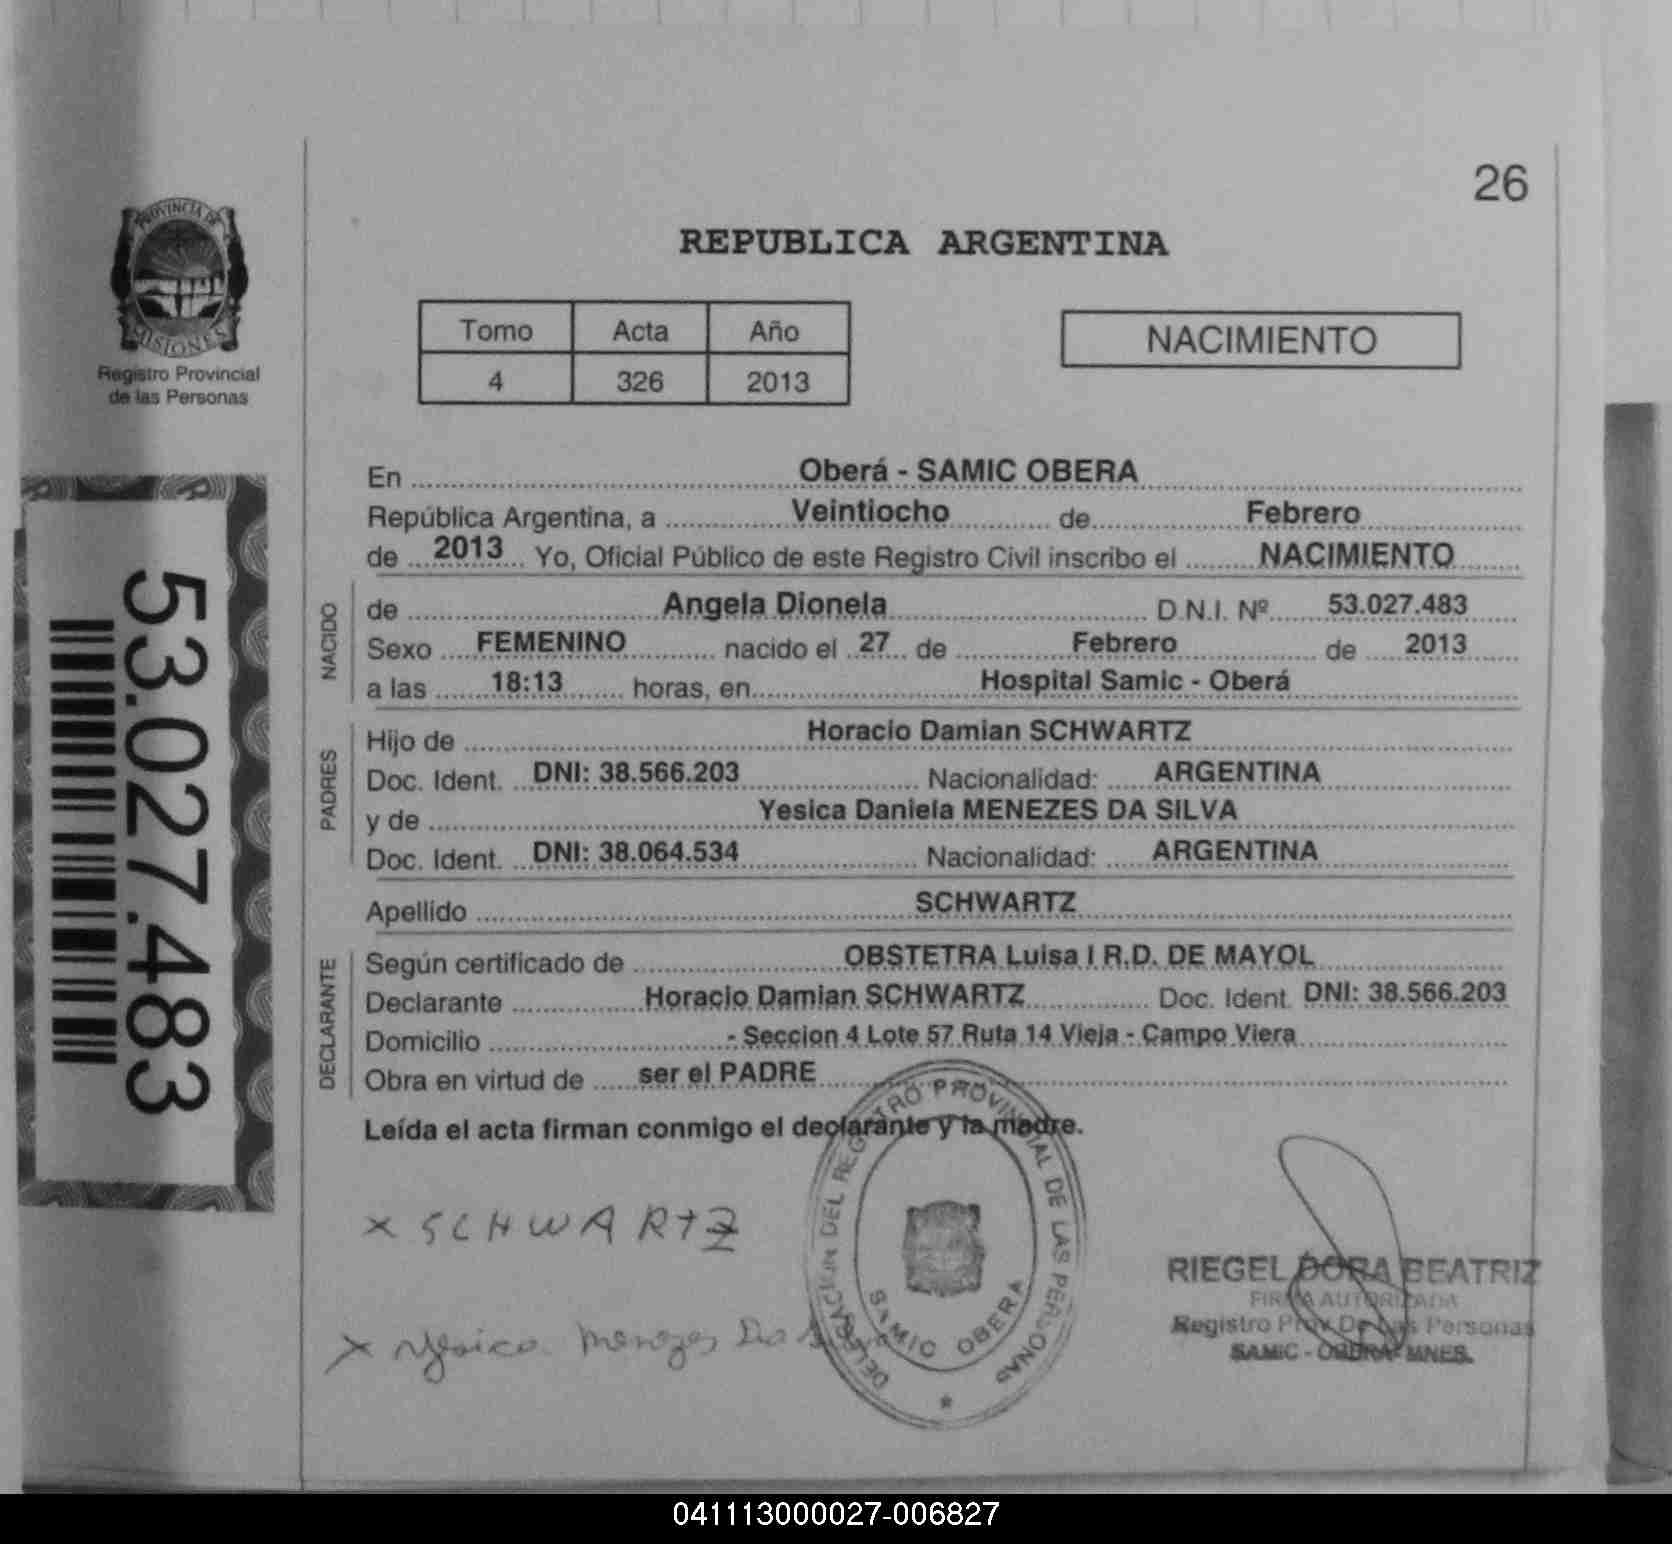 26
PROVINCIA DE
MISIONES
Registro Provincial
de las Personas
53.027.483
REPUBLICA ARGENTINA
Tomo Acta Año
4 326 2013
NACIMIENTO
En Oberá - SAMIC OBERA
República Argentina, a Veintiocho de Febrero
de 2013 Yo, Oficial Público de este Registro Civil inscribo el NACIMIENTO
NACIDO
de Angela Dionela D.N.I. Nº 53.027.483
Sexo FEMENINO nacido el 27 de Febrero de 2013
a las 18:13 horas, en Hospital Samic - Oberá
PADRES
Hijo de Horacio Damian SCHWARTZ
Doc. Ident. DNI: 38.566.203 Nacionalidad: ARGENTINA
y de Yesica Daniela MENEZES DA SILVA
Doc. Ident. DNI: 38.064.534 Nacionalidad: ARGENTINA
Apellido SCHWARTZ
DECLARANTE
Según certificado de OBSTETRA Luisa I R.D. DE MAYOL
Declarante Horacio Damian SCHWARTZ Doc. Ident. DNI: 38.566.203
Domicilio - Seccion 4 Lote 57 Ruta 14 Vieja - Campo Viera
Obra en virtud de ser el PADRE
Leída el acta firman conmigo el declarante y la madre.
x SCHWARTZ
x Yesica Menezes Da Silva
DELEGACION DEL REGISTRO PROVINCIAL DE LAS PERSONAS
SAMIC OBERA
RIEGEL DORA BEATRIZ
FIRMA AUTORIZADA
Registro Prov De Las Personas
SAMIC - OBERA - MNES.
041113000027-006827